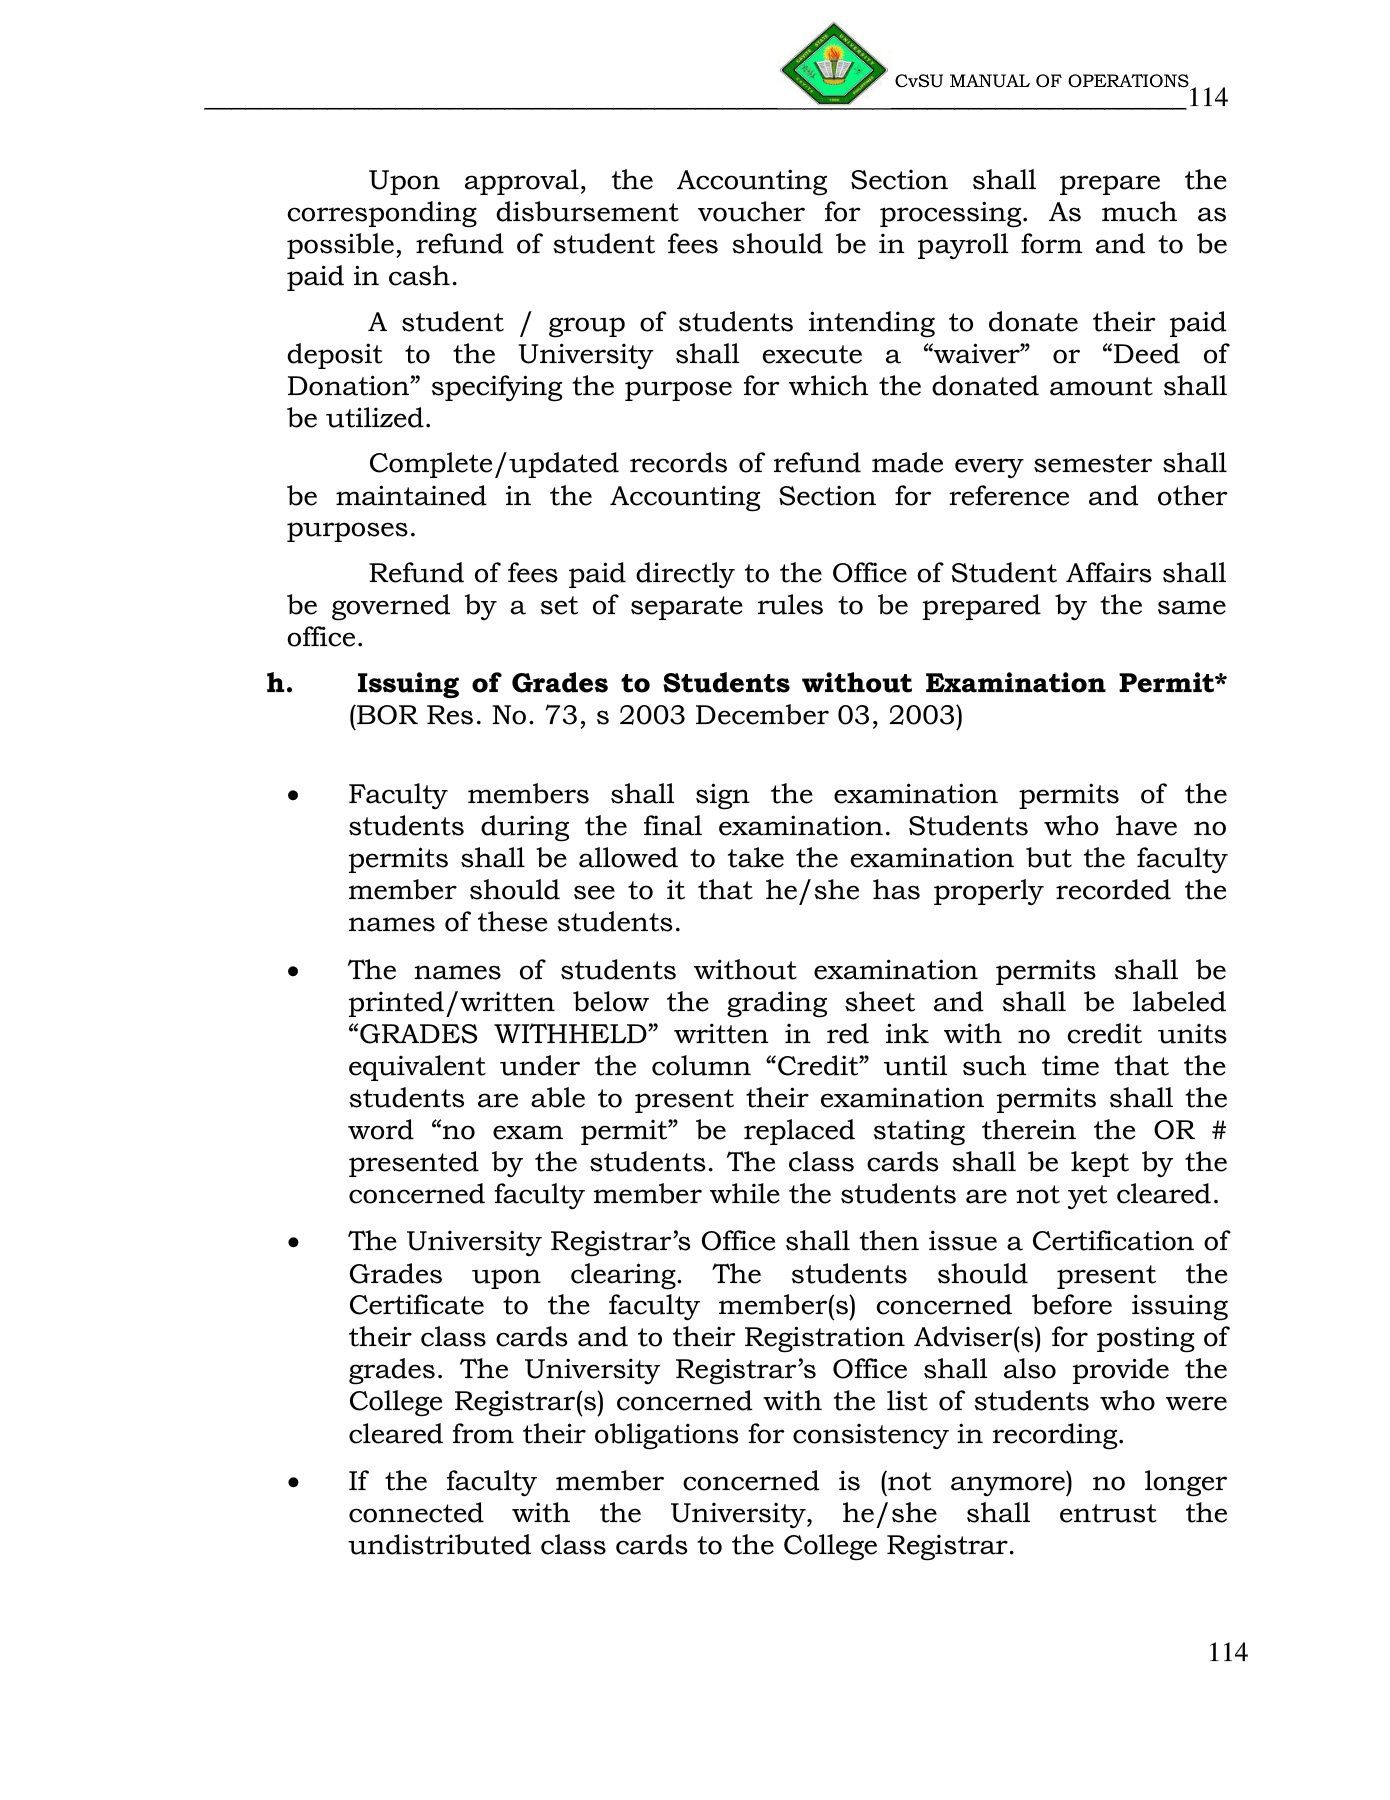 CvSU MANUAL OF OPERATIONS
114
Upon approval, the Accounting Section shall prepare the
corresponding disbursement voucher for processing. As much as
possible, refund of student fees should be in payroll form and to be
paid in cash.
A student / group of students intending to donate their paid
deposit to the University shall execute a “waiver” or “Deed of
Donation” specifying the purpose for which the donated amount shall
be utilized.
Complete/updated records of refund made every semester shall
be maintained in the Accounting Section for reference and other
purposes.
Refund of fees paid directly to the Office of Student Affairs shall
be governed by a set of separate rules to be prepared by the same
office.
h. Issuing of Grades to Students without Examination Permit*
(BOR Res. No. 73, s 2003 December 03, 2003)
• Faculty members shall sign the examination permits of the
students during the final examination. Students who have no
permits shall be allowed to take the examination but the faculty
member should see to it that he/she has properly recorded the
names of these students.
• The names of students without examination permits shall be
printed/written below the grading sheet and shall be labeled
“GRADES WITHHELD” written in red ink with no credit units
equivalent under the column “Credit” until such time that the
students are able to present their examination permits shall the
word “no exam permit” be replaced stating therein the OR #
presented by the students. The class cards shall be kept by the
concerned faculty member while the students are not yet cleared.
• The University Registrar’s Office shall then issue a Certification of
Grades upon clearing. The students should present the
Certificate to the faculty member(s) concerned before issuing
their class cards and to their Registration Adviser(s) for posting of
grades. The University Registrar’s Office shall also provide the
College Registrar(s) concerned with the list of students who were
cleared from their obligations for consistency in recording.
• If the faculty member concerned is (not anymore) no longer
connected with the University, he/she shall entrust the
undistributed class cards to the College Registrar.
114